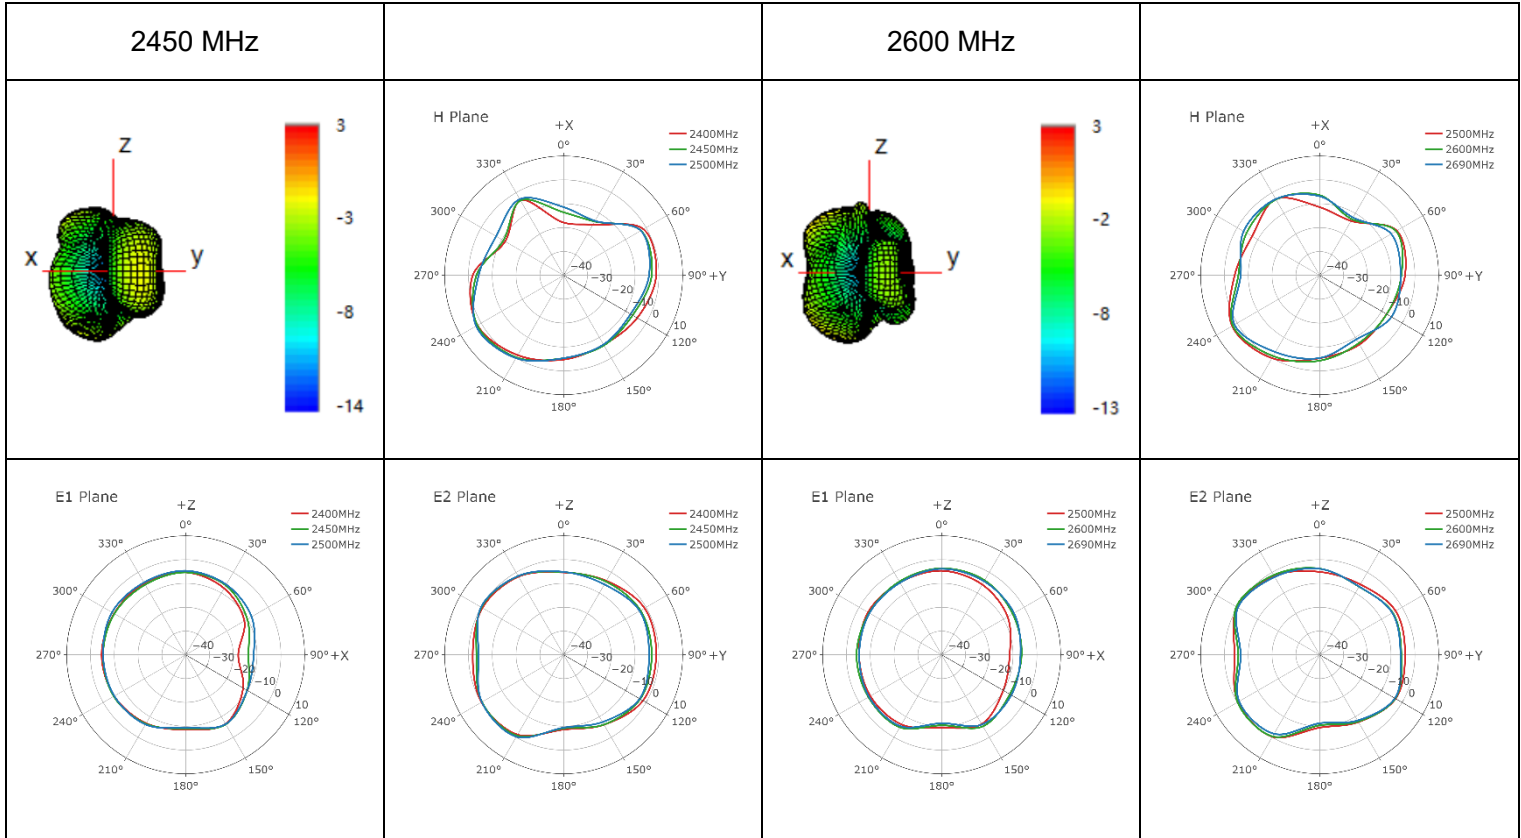 2450 MHz
2600 MHz
Z
x
y
3
-3
-8
-14
H Plane
+X
0°
30°
60°
90°+Y
120°
150°
180°
210°
240°
270°
300°
330°
−40
−30
−20
−10
0
10
2400MHz
2450MHz
2500MHz
Z
x
y
3
-2
-8
-13
H Plane
+X
0°
30°
60°
90°+Y
120°
150°
180°
210°
240°
270°
300°
330°
−40
−30
−20
−10
0
10
2500MHz
2600MHz
2690MHz
E1 Plane
+Z
0°
30°
60°
90°+X
120°
150°
180°
210°
240°
270°
300°
330°
−40
−30
−20
−10
0
10
2400MHz
2450MHz
2500MHz
E2 Plane
+Z
0°
30°
60°
90°+Y
120°
150°
180°
210°
240°
270°
300°
330°
−40
−30
−20
−10
0
10
2400MHz
2450MHz
2500MHz
E1 Plane
+Z
0°
30°
60°
90°+X
120°
150°
180°
210°
240°
270°
300°
330°
−40
−30
−20
−10
0
10
2500MHz
2600MHz
2690MHz
E2 Plane
+Z
0°
30°
60°
90°+Y
120°
150°
180°
210°
240°
270°
300°
330°
−40
−30
−20
−10
0
10
2500MHz
2600MHz
2690MHz